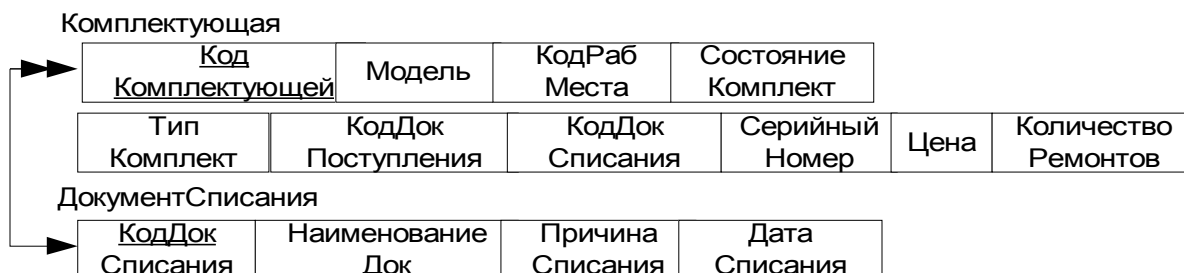 Комплектующая
Код Модель КодРаб Состояние
Комплектующей Места Комплект
Тип КодДок КодДок Серийный Цена Количество
Комплект Поступления Списания Номер Ремонтов
ДокументСписания
КодДок Наименование Причина Дата
Списания Док Списания Списания